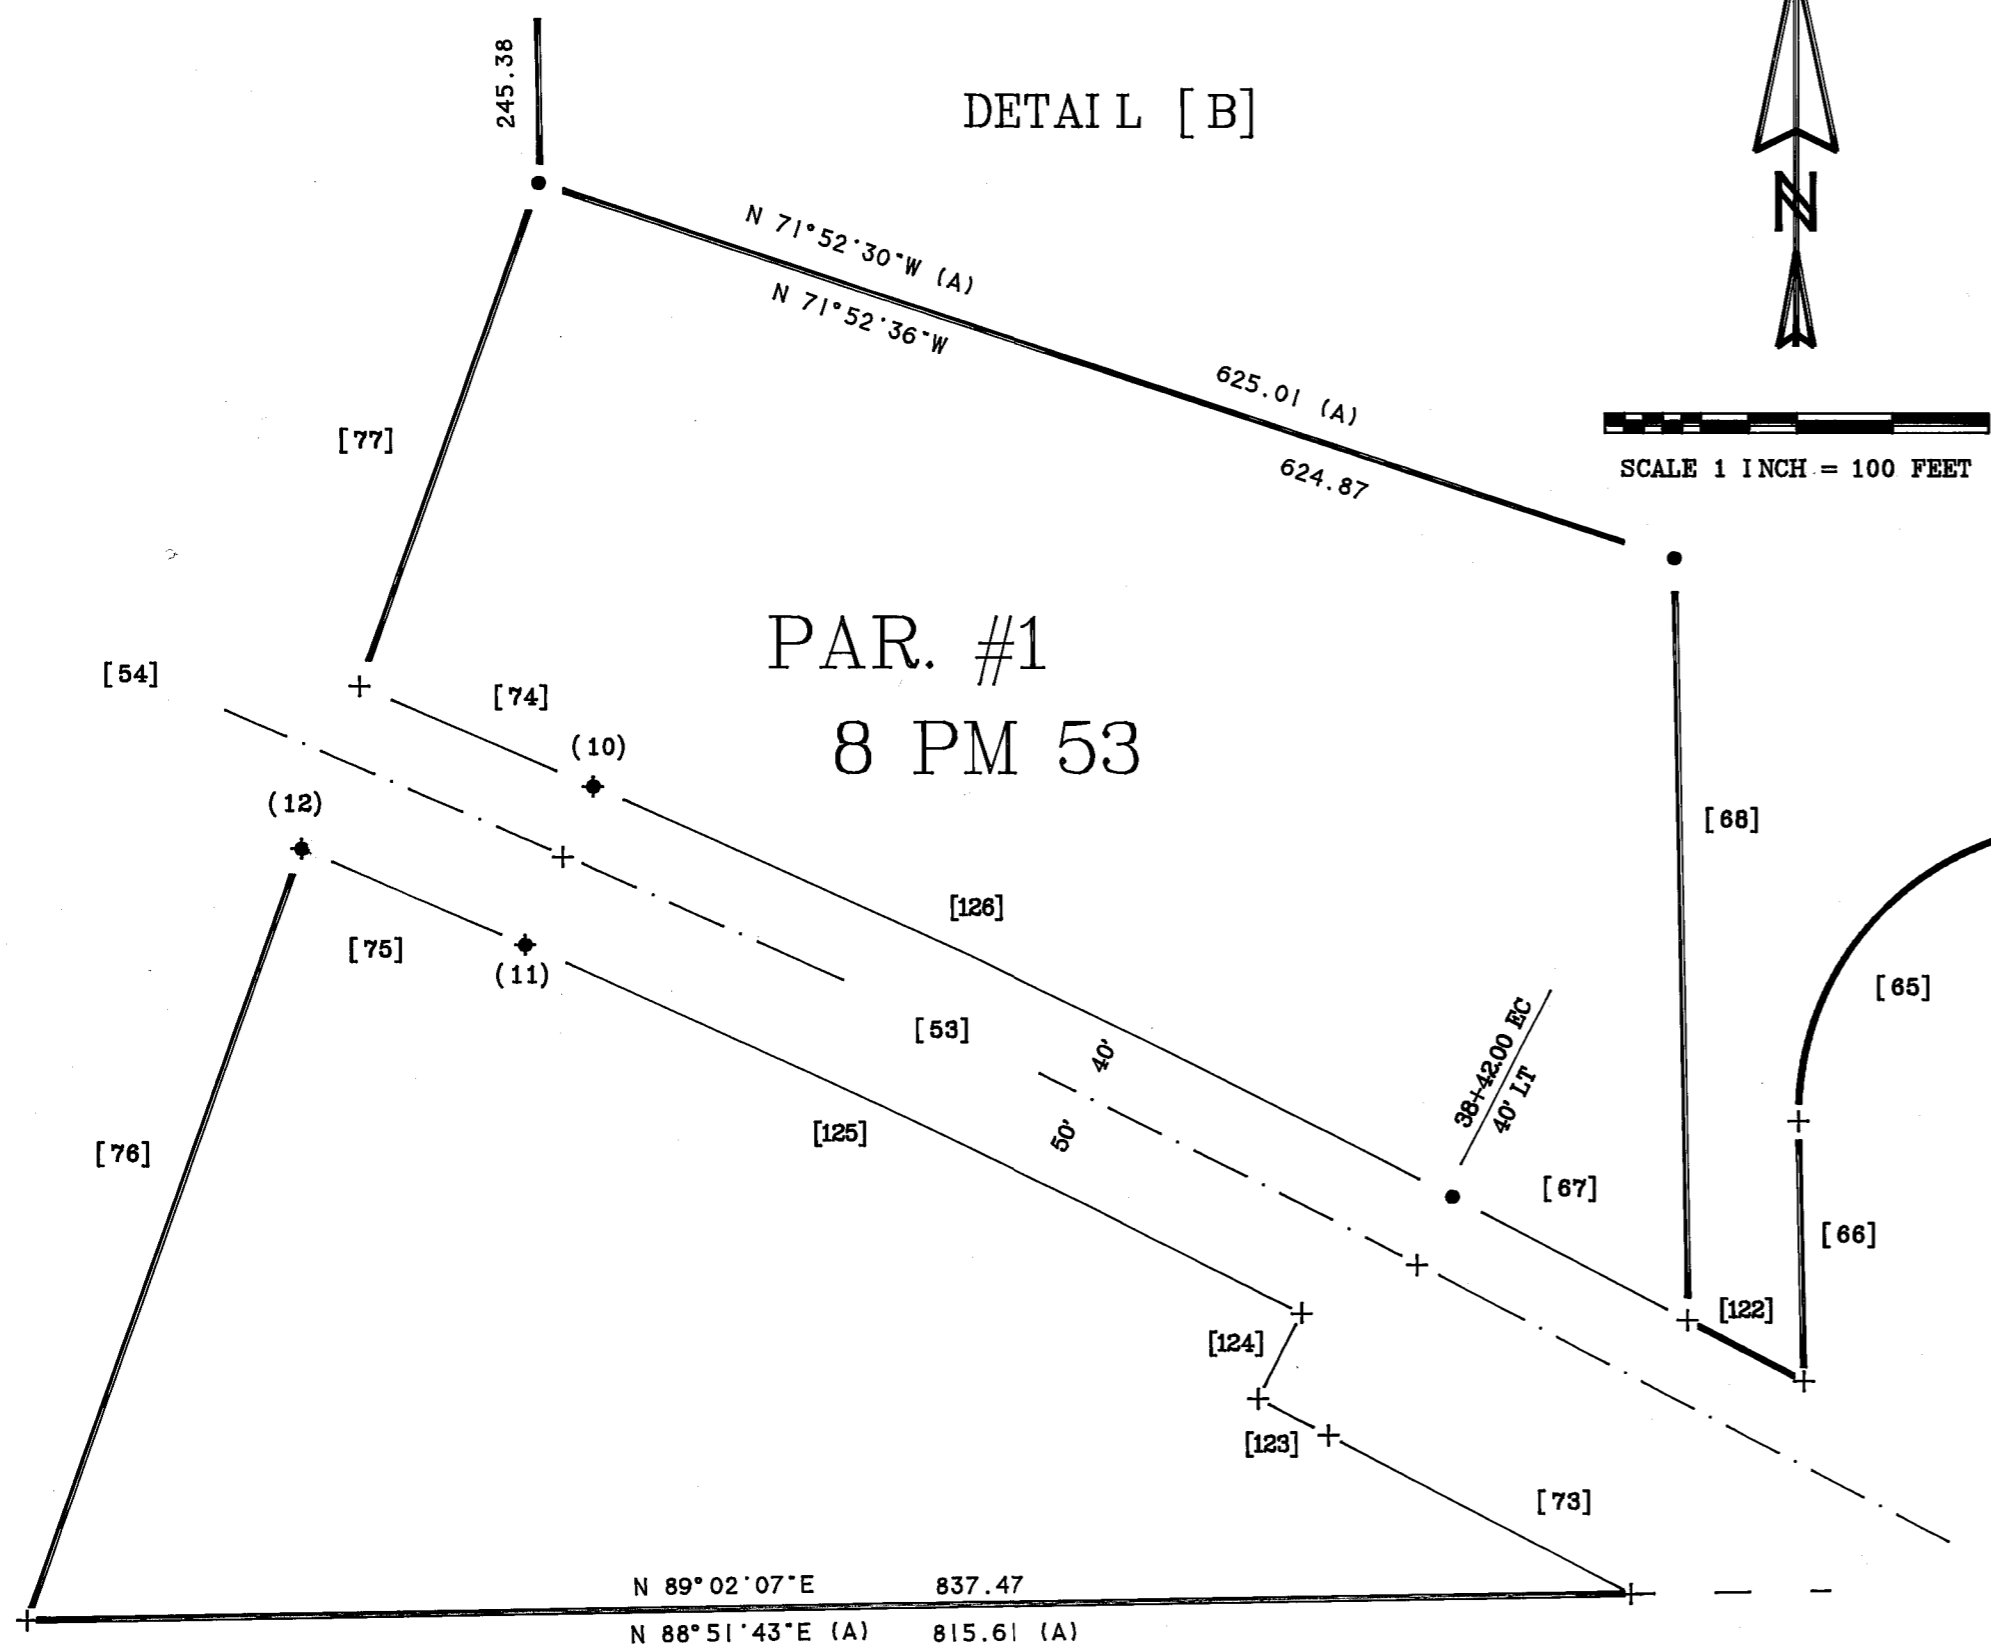 245.38
DETAIL [B]
N
N 71°52'30"W (A)
N 71°52'36"W
625.01 (A)
624.87
SCALE 1 INCH = 100 FEET
[77]
PAR. #1
8 PM 53
[54]
[74]
(10)
(12)
[68]
[126]
[75]
(11)
[65]
[53]
40'
38+42.00 EC
40' LT
50'
[125]
[76]
[67]
[66]
[122]
[124]
[123]
[73]
N 89°02'07"E 837.47
N 88°51'43"E (A) 815.61 (A)